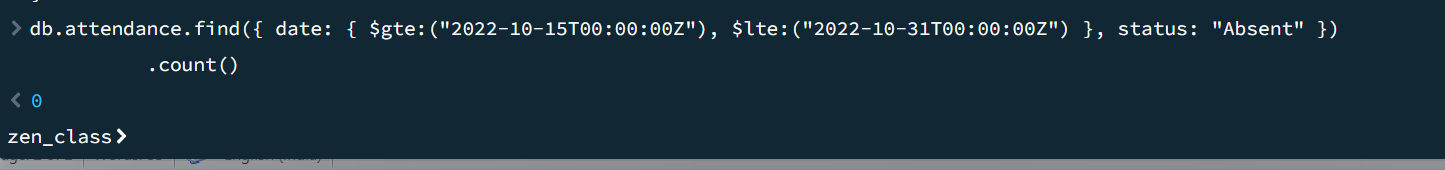 > db.attendance.find({ date: { $gte:("2022-10-15T00:00:00Z"), $lte:("2022-10-31T00:00:00Z") }, status: "Absent" })
.count()
< 0
zen_class>